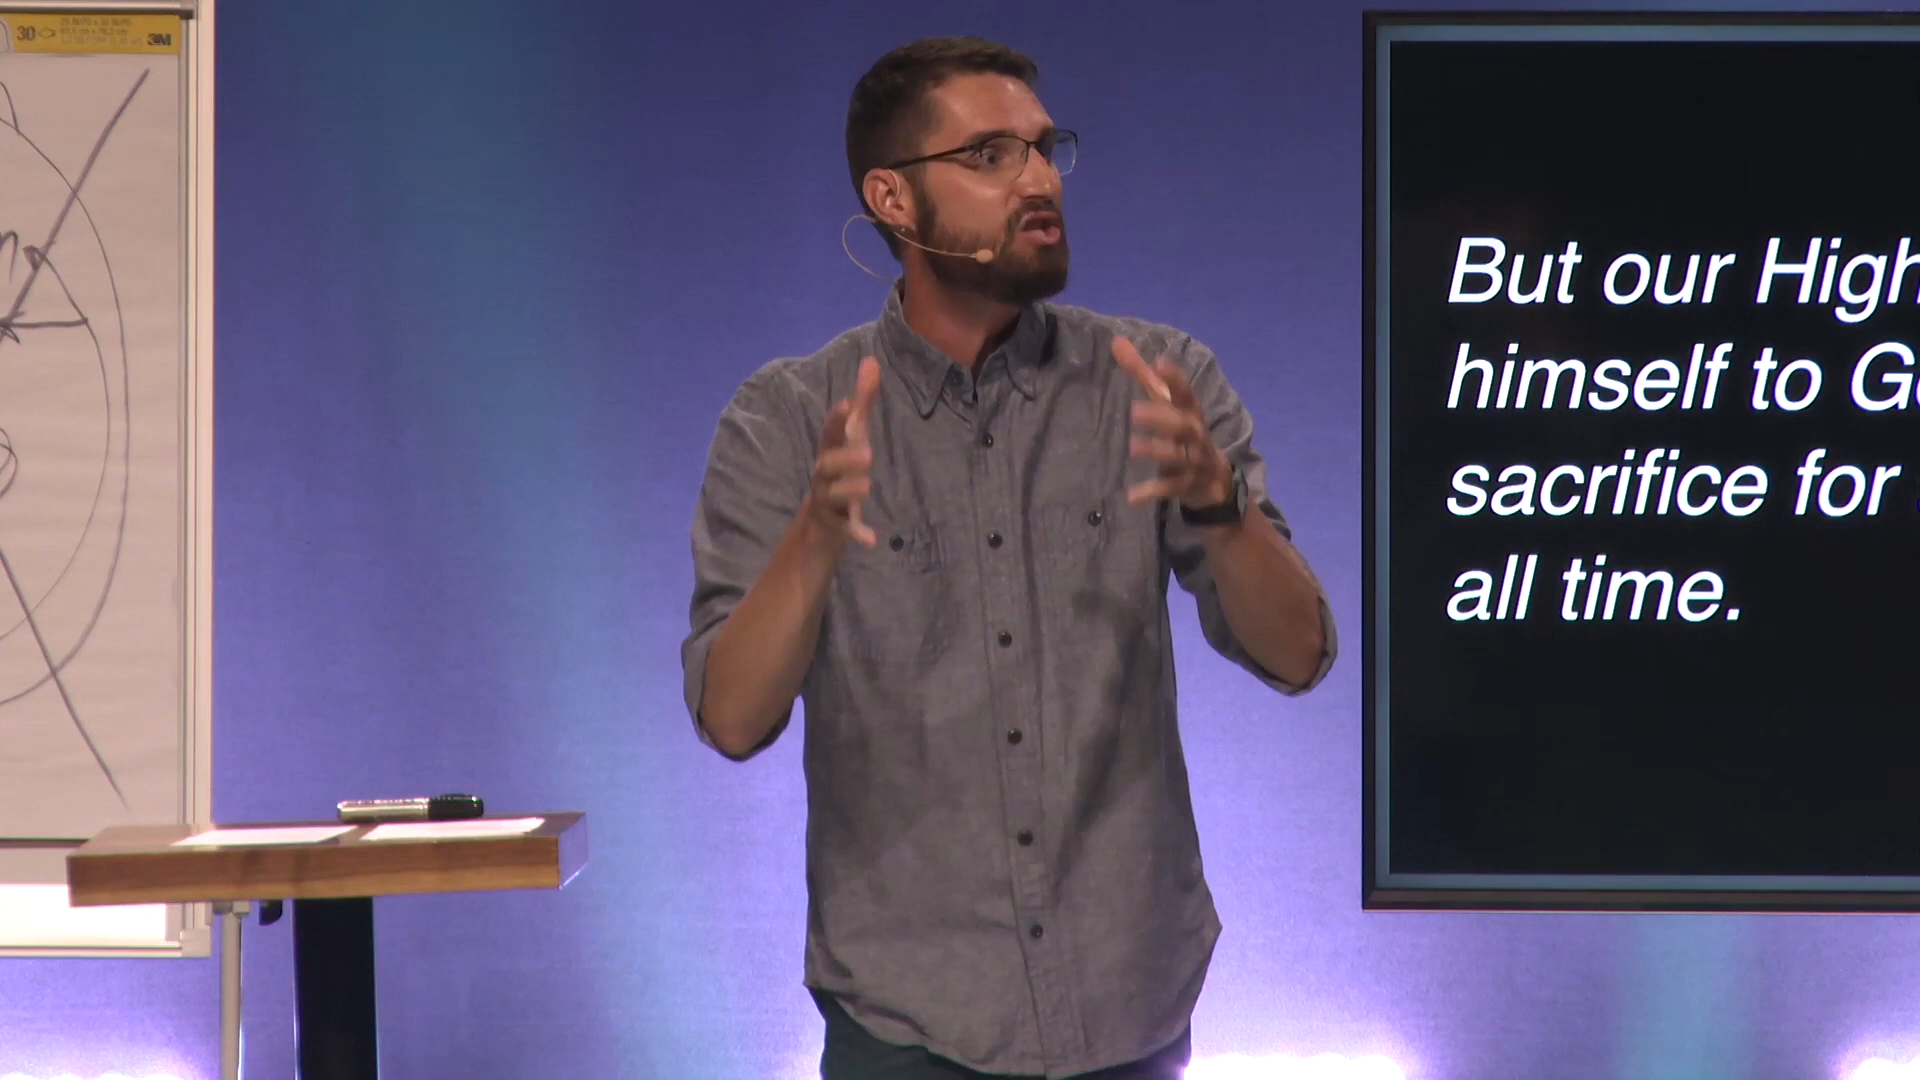 30
3M
But our High
himself to
sacrifice for
all time.